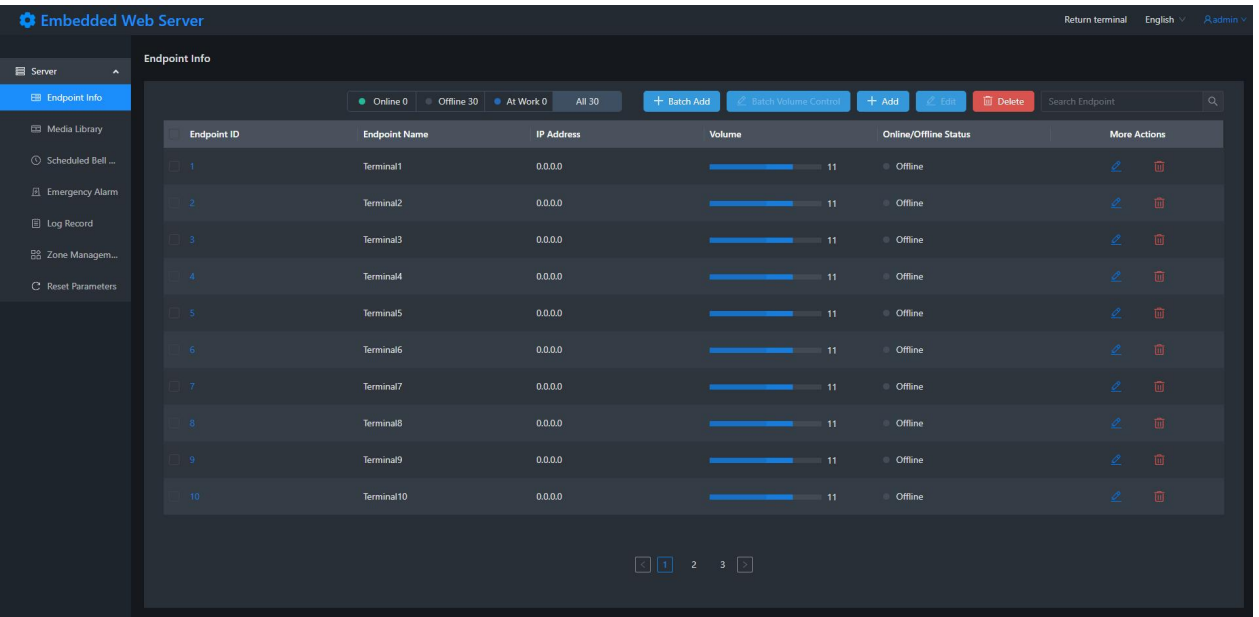 Embedded Web Server
Return terminal English admin
Server
Endpoint Info
Media Library
Scheduled Bell ...
Emergency Alarm
Log Record
Zone Managem...
Reset Parameters
Endpoint Info
Online 0 Offline 30 At Work 0 All 30 + Batch Add Batch Volume Control + Add Edit Delete Search Endpoint
Endpoint ID Endpoint Name IP Address Volume Online/Offline Status More Actions
1 Terminal1 0.0.0.0 11 Offline
2 Terminal2 0.0.0.0 11 Offline
3 Terminal3 0.0.0.0 11 Offline
4 Terminal4 0.0.0.0 11 Offline
5 Terminal5 0.0.0.0 11 Offline
6 Terminal6 0.0.0.0 11 Offline
7 Terminal7 0.0.0.0 11 Offline
8 Terminal8 0.0.0.0 11 Offline
9 Terminal9 0.0.0.0 11 Offline
10 Terminal10 0.0.0.0 11 Offline
< 1 2 3 >